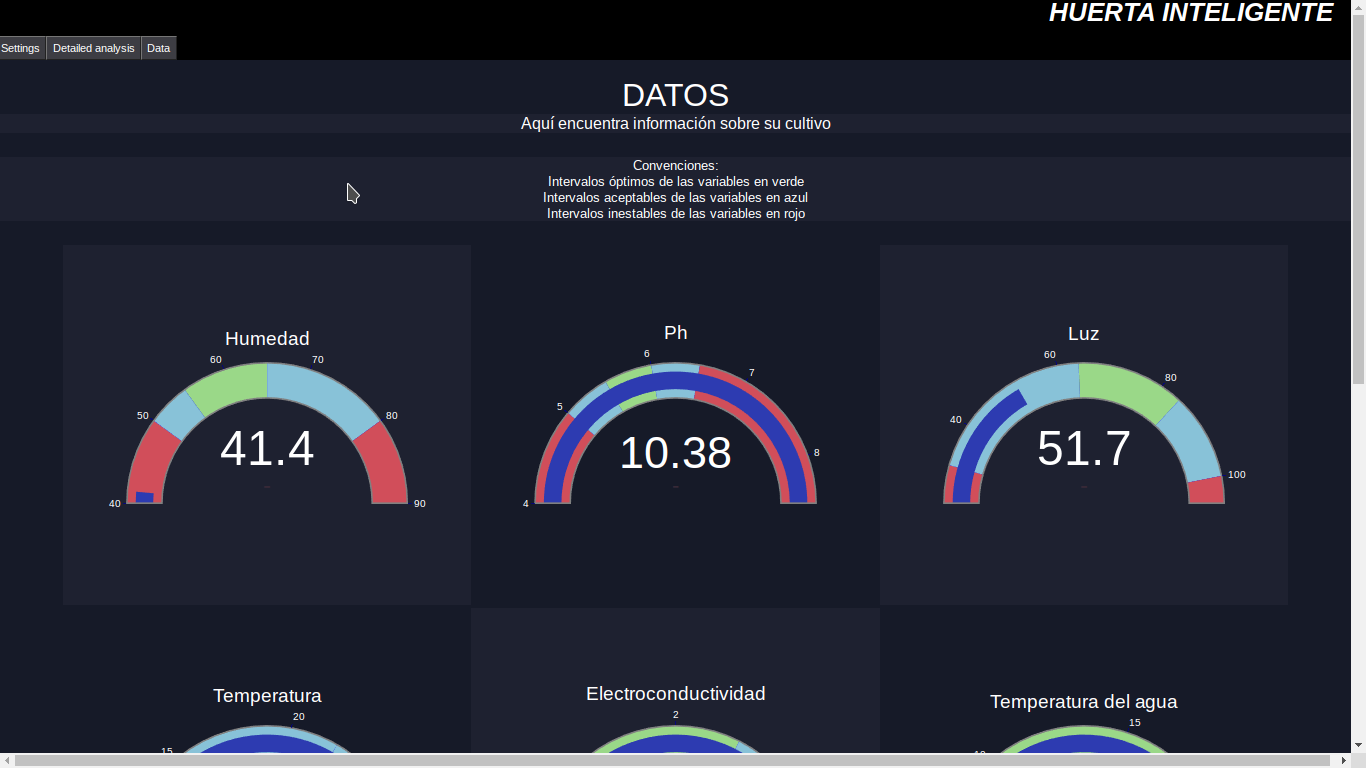 HUERTA INTELIGENTE
Settings
Detailed analysis
Data
DATOS
Aquí encuentra información sobre su cultivo
Convenciones:
Intervalos óptimos de las variables en verde
Intervalos aceptables de las variables en azul
Intervalos inestables de las variables en rojo
Humedad
40
50
60
70
80
90
41.4
Ph
4
5
6
7
8
10.38
Luz
40
60
80
100
51.7
Temperatura
15
20
Electroconductividad
2
Temperatura del agua
10
15